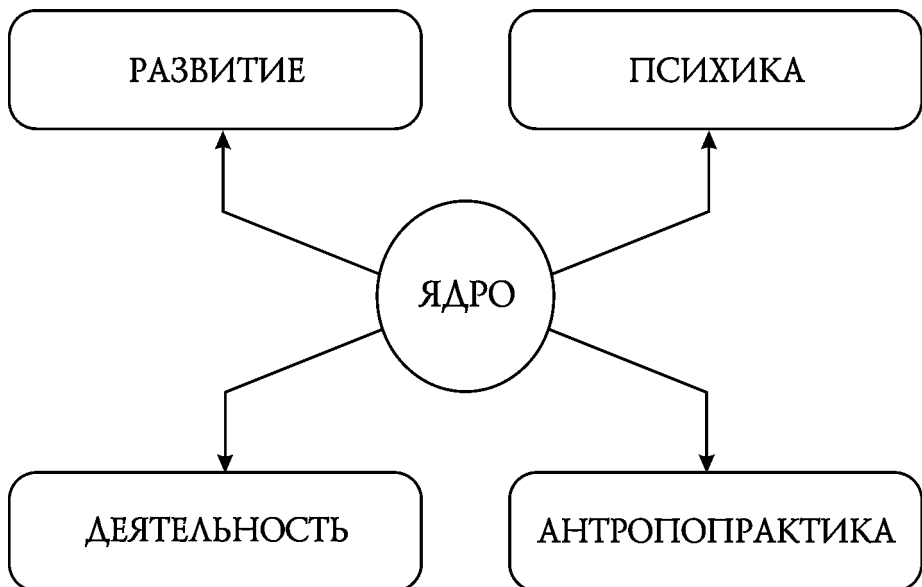 РАЗВИТИЕ
ПСИХИКА
ЯДРО
ДЕЯТЕЛЬНОСТЬ
АНТРОПОПРАКТИКА